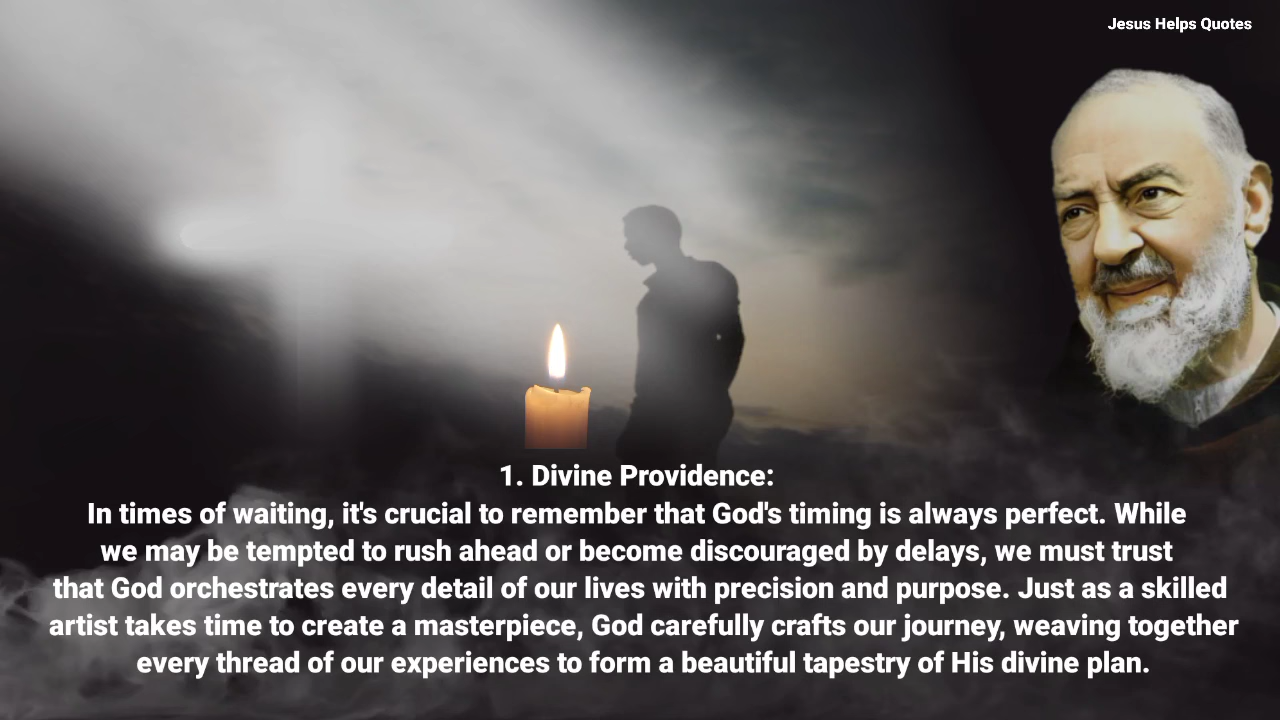 Jesus Helps Quotes
1. Divine Providence:
In times of waiting, it's crucial to remember that God's timing is always perfect. While
we may be tempted to rush ahead or become discouraged by delays, we must trust
that God orchestrates every detail of our lives with precision and purpose. Just as a skilled
artist takes time to create a masterpiece, God carefully crafts our journey, weaving together
every thread of our experiences to form a beautiful tapestry of His divine plan.